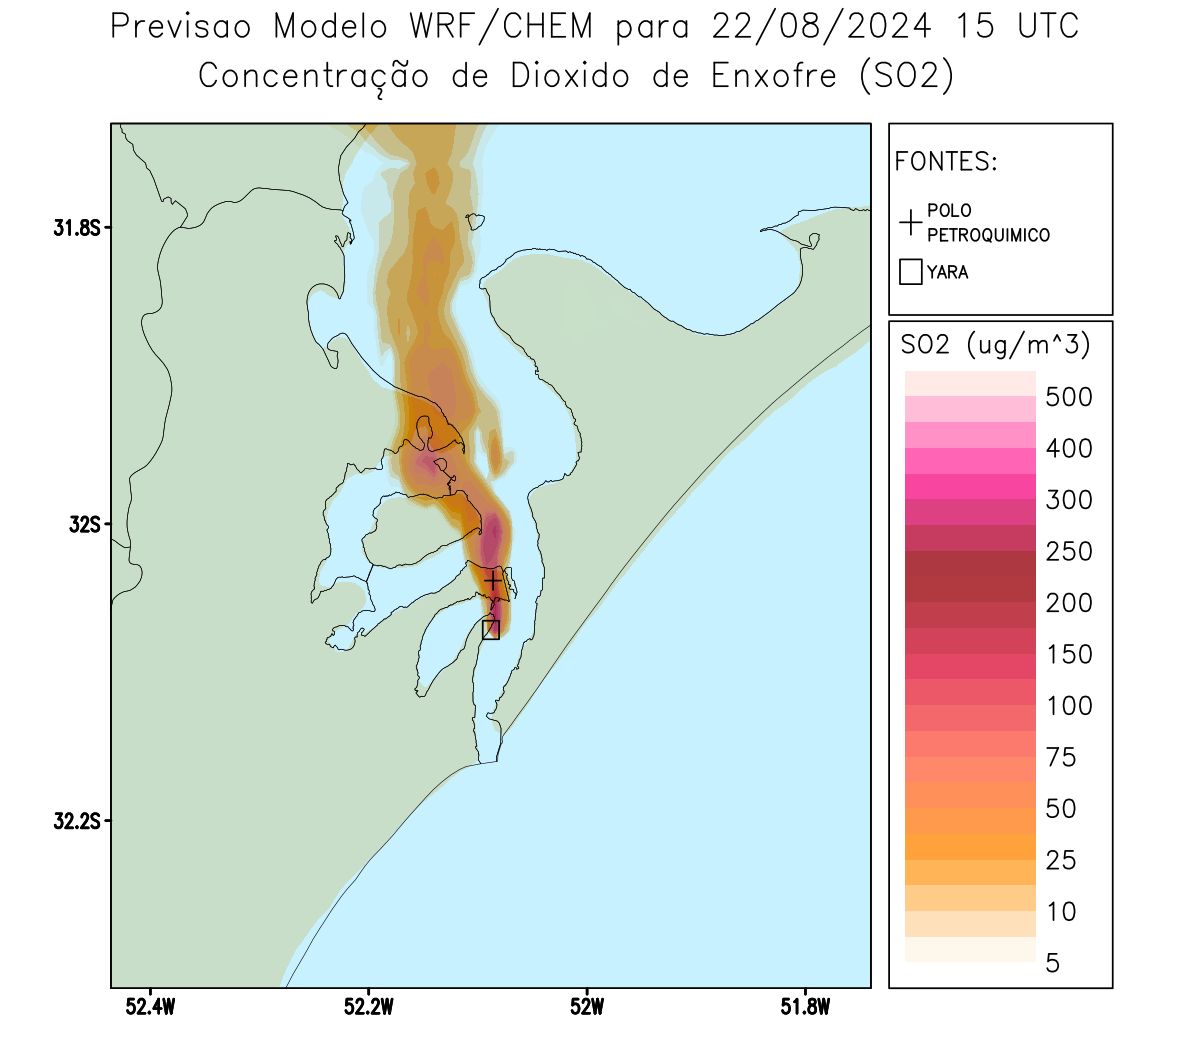 Previsao Modelo WRF/CHEM para 22/08/2024 15 UTC
Concentração de Dioxido de Enxofre (SO2)
FONTES:
POLO
PETROQUIMICO
YARA
SO2 (ug/m^3)
500
400
300
250
200
150
100
75
50
25
10
5
31.8S
32S
32.2S
52.4W
52.2W
52W
51.8W